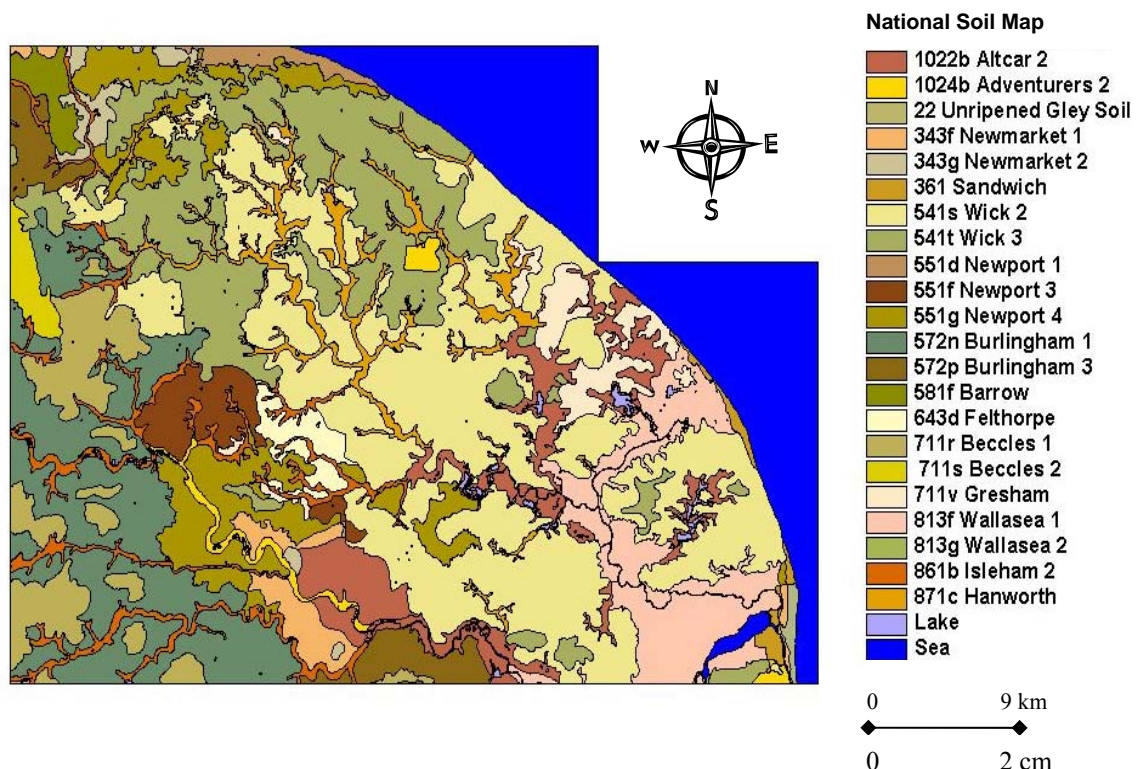 National Soil Map
1022b Altcar 2
1024b Adventurers 2
22 Unripened Gley Soil
343f Newmarket 1
343g Newmarket 2
361 Sandwich
541s Wick 2
541t Wick 3
551d Newport 1
551f Newport 3
551g Newport 4
572n Burlingham 1
572p Burlingham 3
581f Barrow
643d Felthorpe
711r Beccles 1
711s Beccles 2
711v Gresham
813f Wallasea 1
813g Wallasea 2
861b Isleham 2
871c Hanworth
Lake
Sea
N
W E
S
0 9 km
0 2 cm